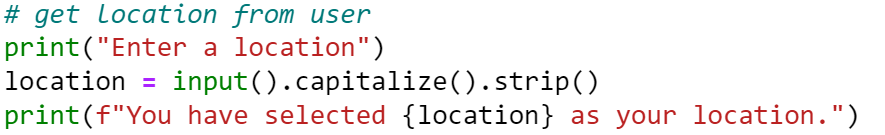 # get location from user
print("Enter a location")
location = input().capitalize().strip()
print(f"You have selected {location} as your location.")